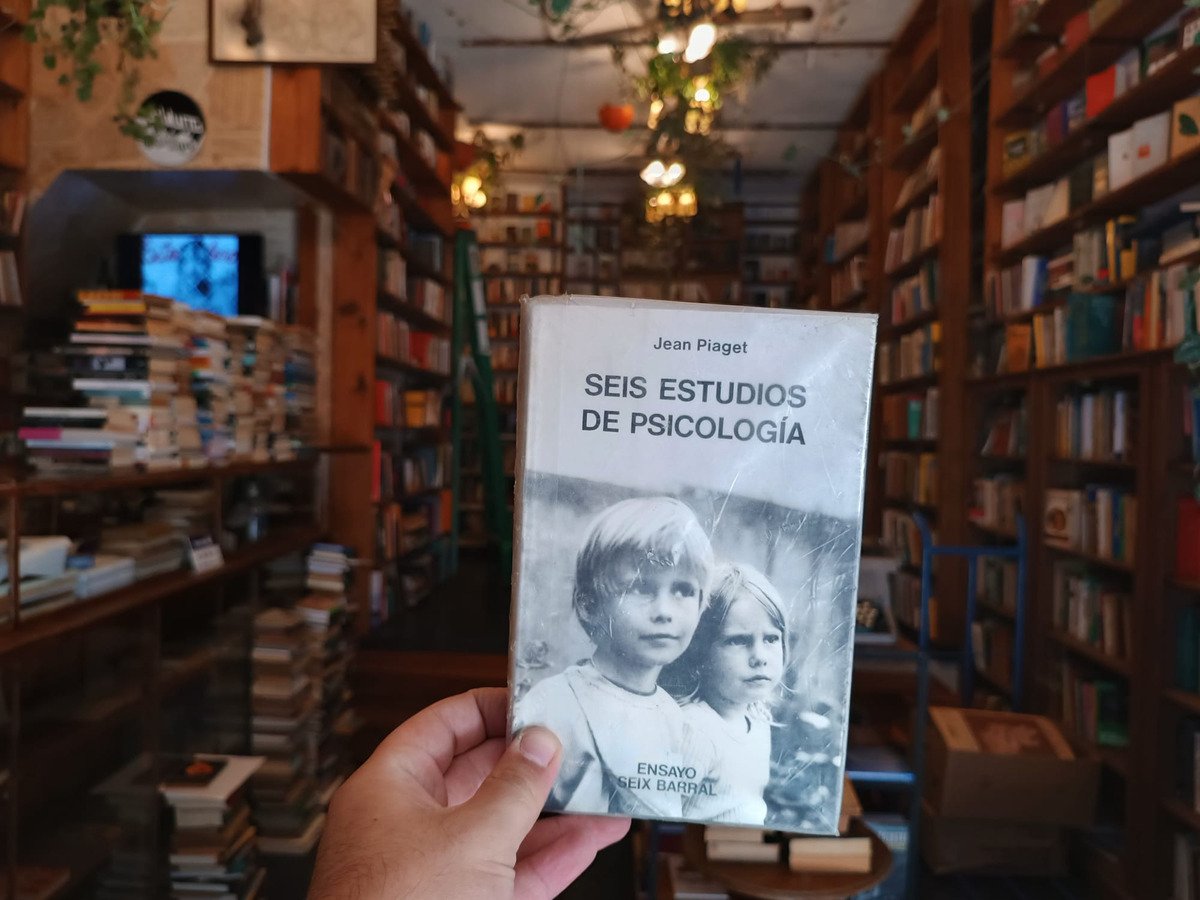 Jean Piaget
SEIS ESTUDIOS
DE PSICOLOGÍA
ENSAYO
SEIX BARRAL